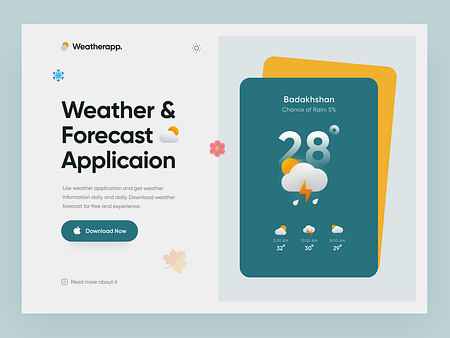 Weatherapp.
Weather &
Forecast
Applicaion
Use weather application and get weather
information daily and daily. Download weather
forecast for free and experience.
Download Now
Read more about it
Badakhshan
Chance of Rain: 5%
28°
2:00 AM
12:00 AM
8:00 AM
32°
30°
29°